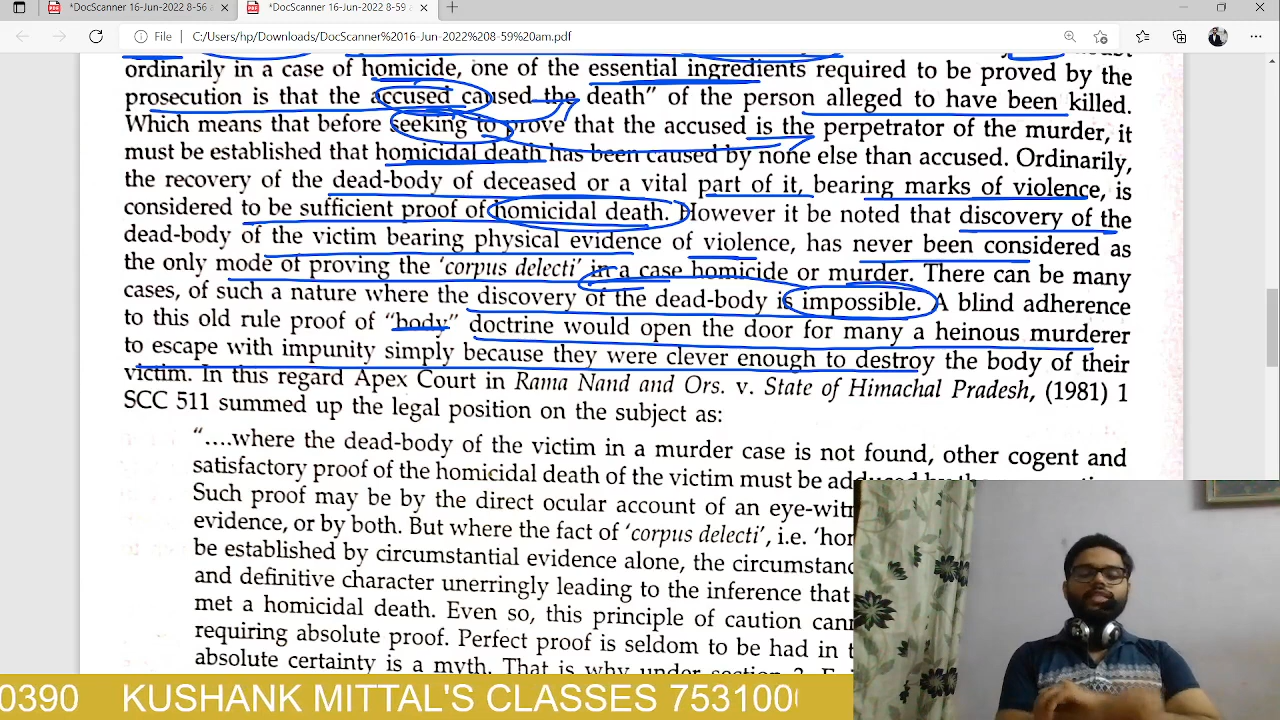 *DocScanner 16-Jun-2022 8-56
*DocScanner 16-Jun-2022 8-59
File C:/Users/hp/Downloads/DocScanner%2016-Jun-2022%208-59%20am.pdf
ordinarily in a case of homicide, one of the essential ingredients required to be proved by the
prosecution is that the accused caused the death” of the person alleged to have been killed.
Which means that before seeking to prove that the accused is the perpetrator of the murder, it
must be established that homicidal death has been caused by none else than accused. Ordinarily,
the recovery of the dead-body of deceased or a vital part of it, bearing marks of violence, is
considered to be sufficient proof of homicidal death. However it be noted that discovery of the
dead-body of the victim bearing physical evidence of violence, has never been considered as
the only mode of proving the ‘corpus delecti’ in a case homicide or murder. There can be many
cases, of such a nature where the discovery of the dead-body is impossible. A blind adherence
to this old rule proof of “body” doctrine would open the door for many a heinous murderer
to escape with impunity simply because they were clever enough to destroy the body of their
victim. In this regard Apex Court in Rama Nand and Ors. v. State of Himachal Pradesh, (1981) 1
SCC 511 summed up the legal position on the subject as:
“....where the dead-body of the victim in a murder case is not found, other cogent and
satisfactory proof of the homicidal death of the victim must be
Such proof may be by the direct ocular account of an
evidence, or by both. But where the fact of ‘corpus delecti’, i.e.
be established by circumstantial evidence alone, the
and definitive character unerringly leading to the inference that
met a homicidal death. Even so, this principle of caution
requiring absolute proof. Perfect proof is seldom to be had in
absolute certainty is a myth. That is why under section 3,
0390 KUSHANK MITTAL'S CLASSES 753100